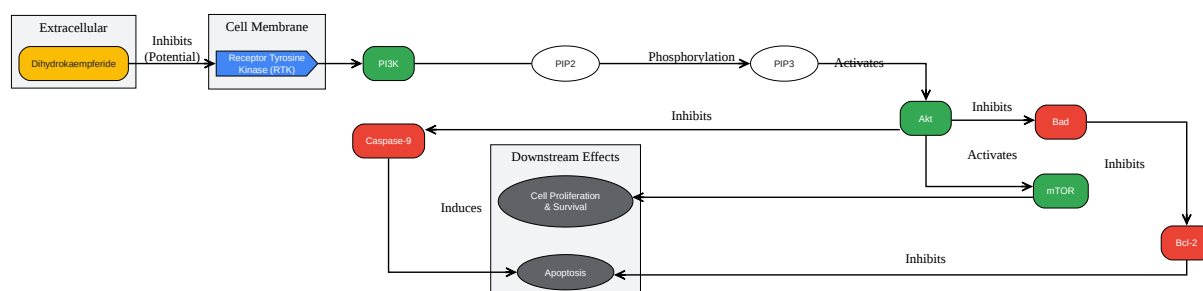 Extracellular
Cell Membrane
Dihydrokaempferide
Inhibits
(Potential)
Receptor Tyrosine
Kinase (RTK)
PI3K
PIP2
Phosphorylation
PIP3
Activates
Caspase-9
Inhibits
Akt
Inhibits
Bad
Downstream Effects
Activates
Inhibits
Cell Proliferation
& Survival
mTOR
Induces
Bcl-2
Apoptosis
Inhibits